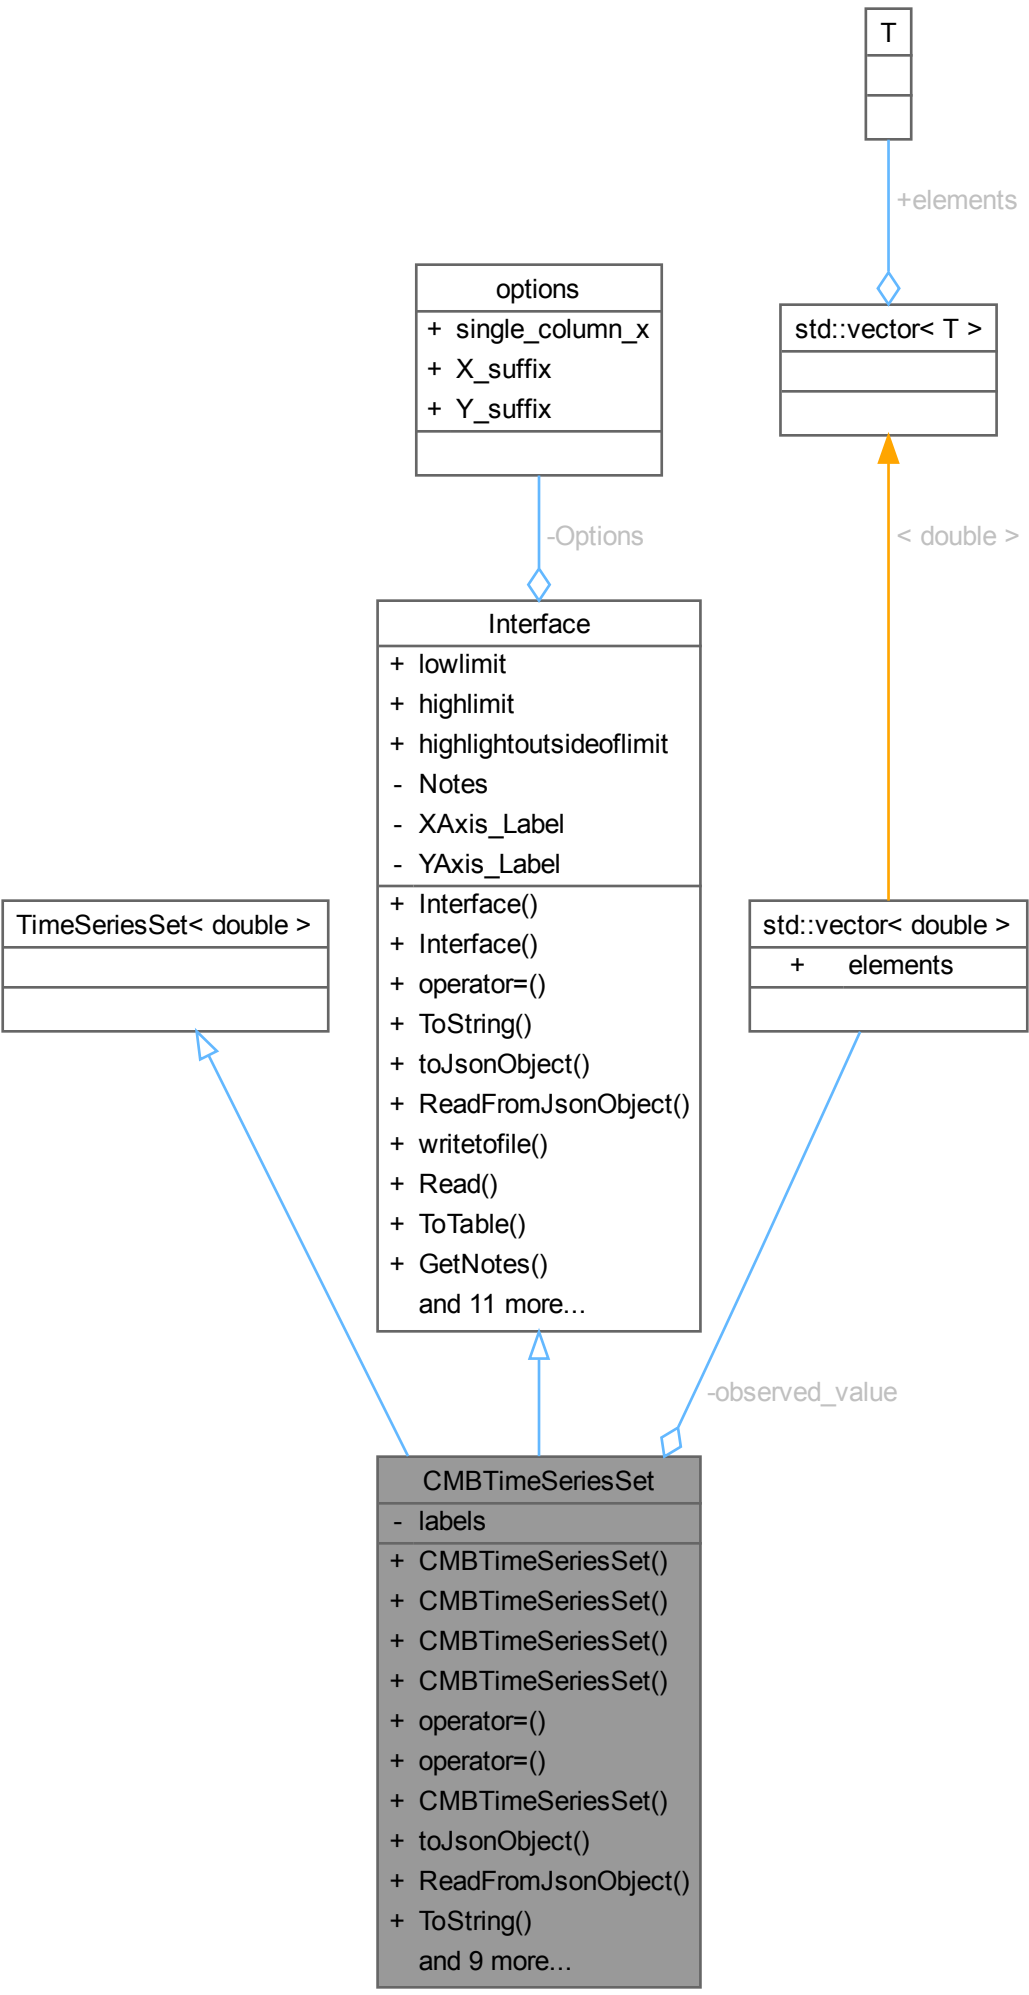 T
+elements
options
+ single_column_x
+ X_suffix
+ Y_suffix
std::vector< T >
-Options
< double >
Interface
+ lowlimit
+ highlimit
+ highlightoutsideoflimit
- Notes
- XAxis_Label
- YAxis_Label
+ Interface()
+ Interface()
+ operator=()
+ ToString()
+ toJsonObject()
+ ReadFromJsonObject()
+ writetofile()
+ Read()
+ ToTable()
+ GetNotes()
and 11 more...
TimeSeriesSet< double >
std::vector< double >
+ elements
-observed_value
CMBTimeSeriesSet
- labels
+ CMBTimeSeriesSet()
+ CMBTimeSeriesSet()
+ CMBTimeSeriesSet()
+ CMBTimeSeriesSet()
+ operator=()
+ operator=()
+ CMBTimeSeriesSet()
+ toJsonObject()
+ ReadFromJsonObject()
+ ToString()
and 9 more...